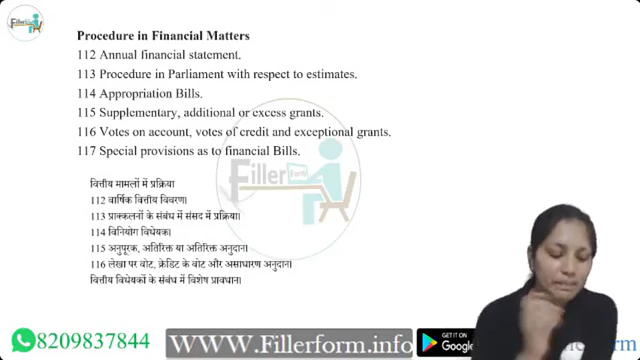 Fillerform
Procedure in Financial Matters
112 Annual financial statement.
113 Procedure in Parliament with respect to estimates.
114 Appropriation Bills.
115 Supplementary, additional or excess grants.
116 Votes on account, votes of credit and exceptional grants.
117 Special provisions as to financial Bills.
Filler Form
वित्तीय मामलों में प्रक्रिया
112 वार्षिक वित्तीय विवरण।
113 प्राक्कलनों के संबंध में संसद में प्रक्रिया।
114 विनियोग विधेयक।
115 अनुपूरक, अतिरिक्त या अतिरिक्त अनुदान।
116 लेखा पर वोट, क्रेडिट के वोट और असाधारण अनुदान।
वित्तीय विधेयकों के संबंध में विशेष प्रावधान।
8209837844
WWW.Fillerform.info
GET IT ON
Google